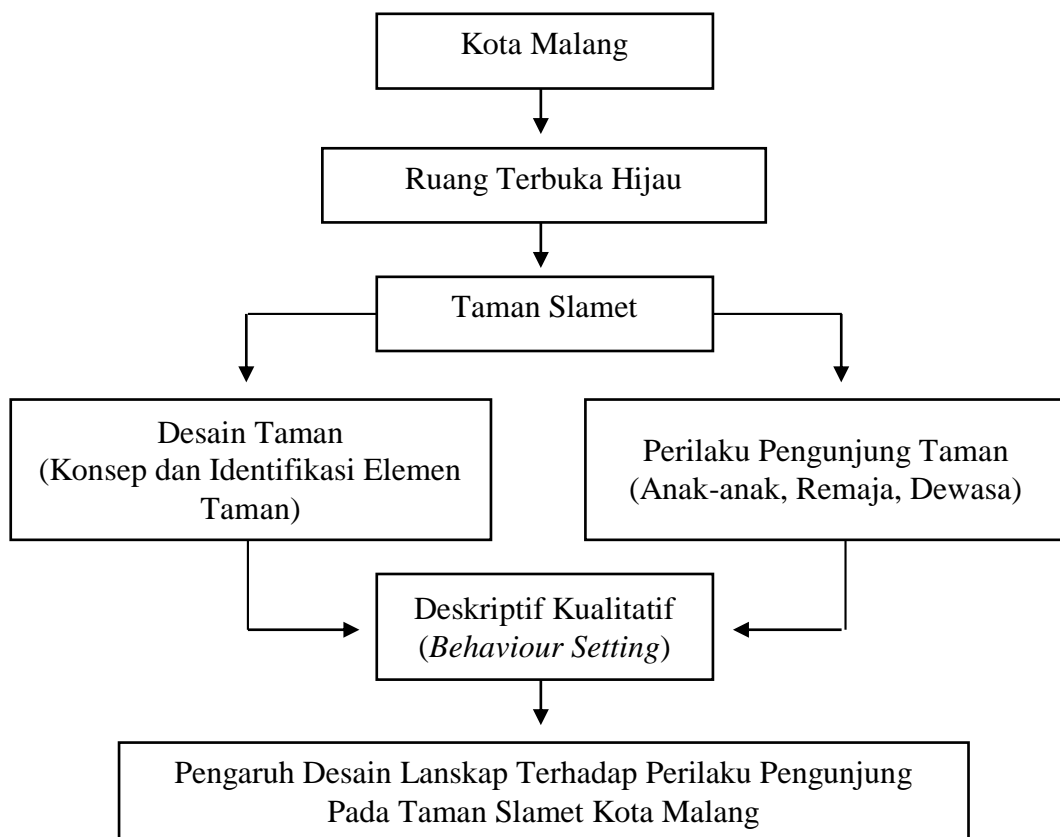 Kota Malang
Ruang Terbuka Hijau
Taman Slamet
Desain Taman
(Konsep dan Identifikasi Elemen
Taman)
Perilaku Pengunjung Taman
(Anak-anak, Remaja, Dewasa)
Deskriptif Kualitatif
(Behaviour Setting)
Pengaruh Desain Lanskap Terhadap Perilaku Pengunjung
Pada Taman Slamet Kota Malang